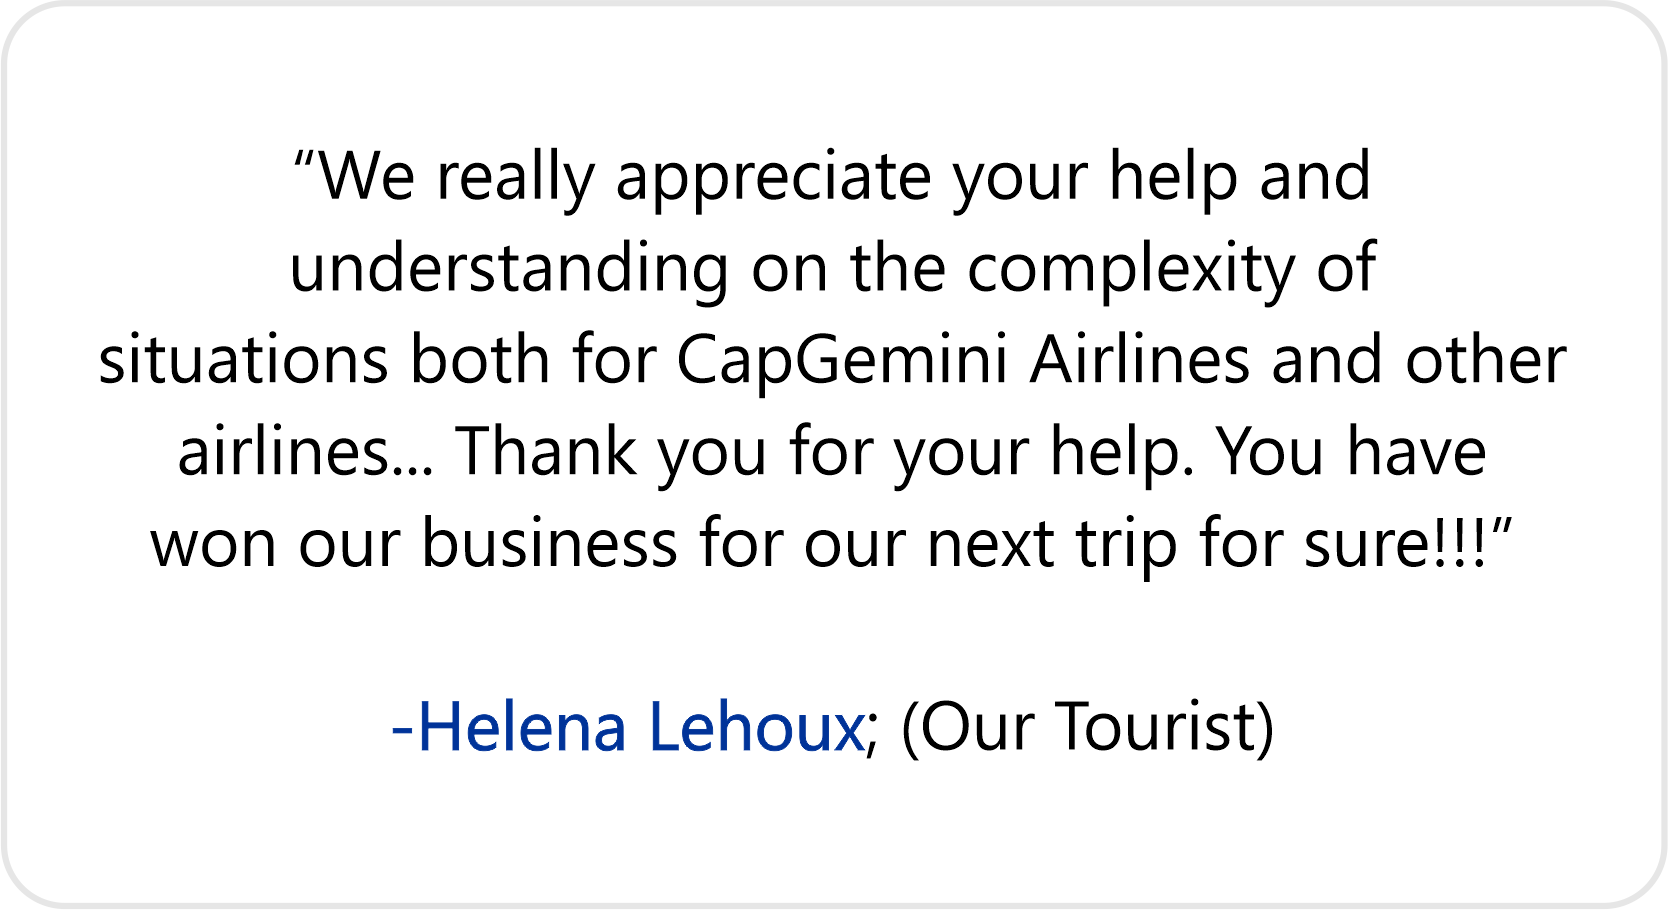 “We really appreciate your help and
understanding on the complexity of
situations both for CapGemini Airlines and other
airlines... Thank you for your help. You have
won our business for our next trip for sure!!!”
-Helena Lehoux; (Our Tourist)